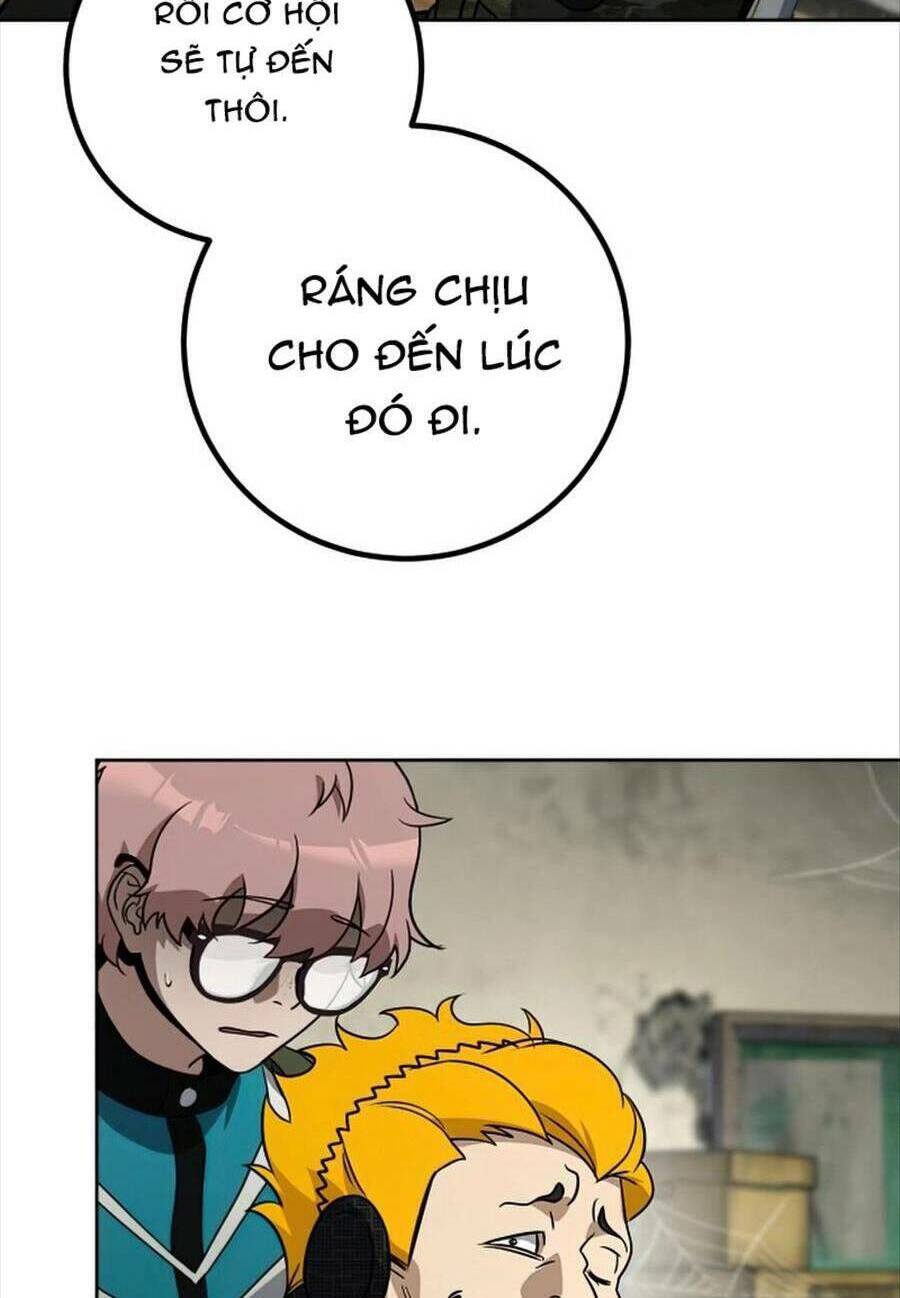 RỒI CƠ HỘI
SẼ TỰ ĐẾN
THÔI.
RÁNG CHỊU
CHO ĐẾN LÚC
ĐÓ ĐI.